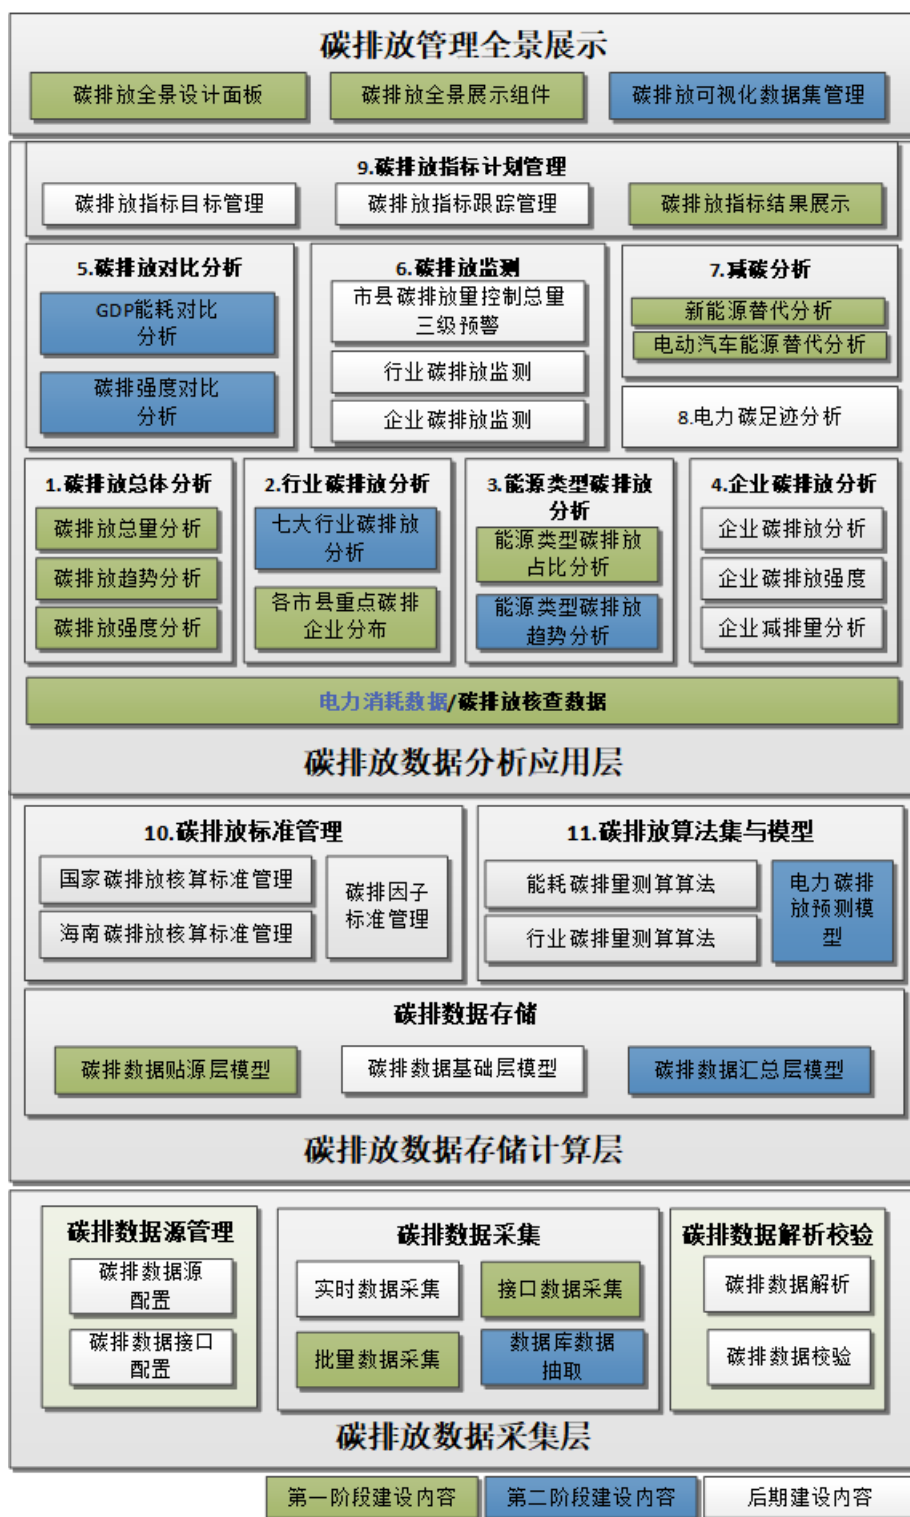 碳排放管理全景展示
碳排放全景设计面板
碳排放全景展示组件
碳排放可视化数据集管理
9.碳排放指标计划管理
碳排放指标目标管理
碳排放指标跟踪管理
碳排放指标结果展示
5.碳排放对比分析
GDP能耗对比
分析
碳排强度对比
分析
6.碳排放监测
市县碳排放量控制总量
三级预警
行业碳排放监测
企业碳排放监测
7.减碳分析
新能源替代分析
电动汽车能源替代分析
8.电力碳足迹分析
1.碳排放总体分析
碳排放总量分析
碳排放趋势分析
碳排放强度分析
2.行业碳排放分析
七大行业碳排放
分析
各市县重点碳排
企业分布
3.能源类型碳排放
分析
能源类型碳排放
占比分析
能源类型碳排放
趋势分析
4.企业碳排放分析
企业碳排放分析
企业碳排放强度
企业减排量分析
电力消耗数据/碳排放核查数据
碳排放数据分析应用层
10.碳排放标准管理
国家碳排放核算标准管理
海南碳排放核算标准管理
碳排因子
标准管理
11.碳排放算法集与模型
能耗碳排量测算算法
行业碳排量测算算法
电力碳排
放预测模
型
碳排数据存储
碳排数据贴源层模型
碳排数据基础层模型
碳排数据汇总层模型
碳排放数据存储计算层
碳排数据源管理
碳排数据源
配置
碳排数据接口
配置
碳排数据采集
实时数据采集
接口数据采集
批量数据采集
数据库数据
抽取
碳排数据解析校验
碳排数据解析
碳排数据校验
碳排放数据采集层
第一阶段建设内容
第二阶段建设内容
后期建设内容